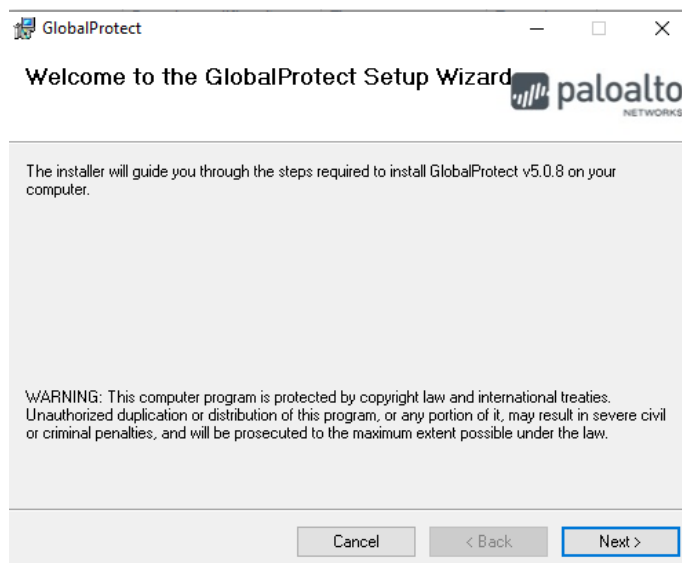 GlobalProtect
Welcome to the GlobalProtect Setup Wizard
paloalto
NETWORKS
The installer will guide you through the steps required to install GlobalProtect v5.0.8 on your
computer.
WARNING: This computer program is protected by copyright law and international treaties.
Unauthorized duplication or distribution of this program, or any portion of it, may result in severe civil
or criminal penalties, and will be prosecuted to the maximum extent possible under the law.
Cancel < Back Next >